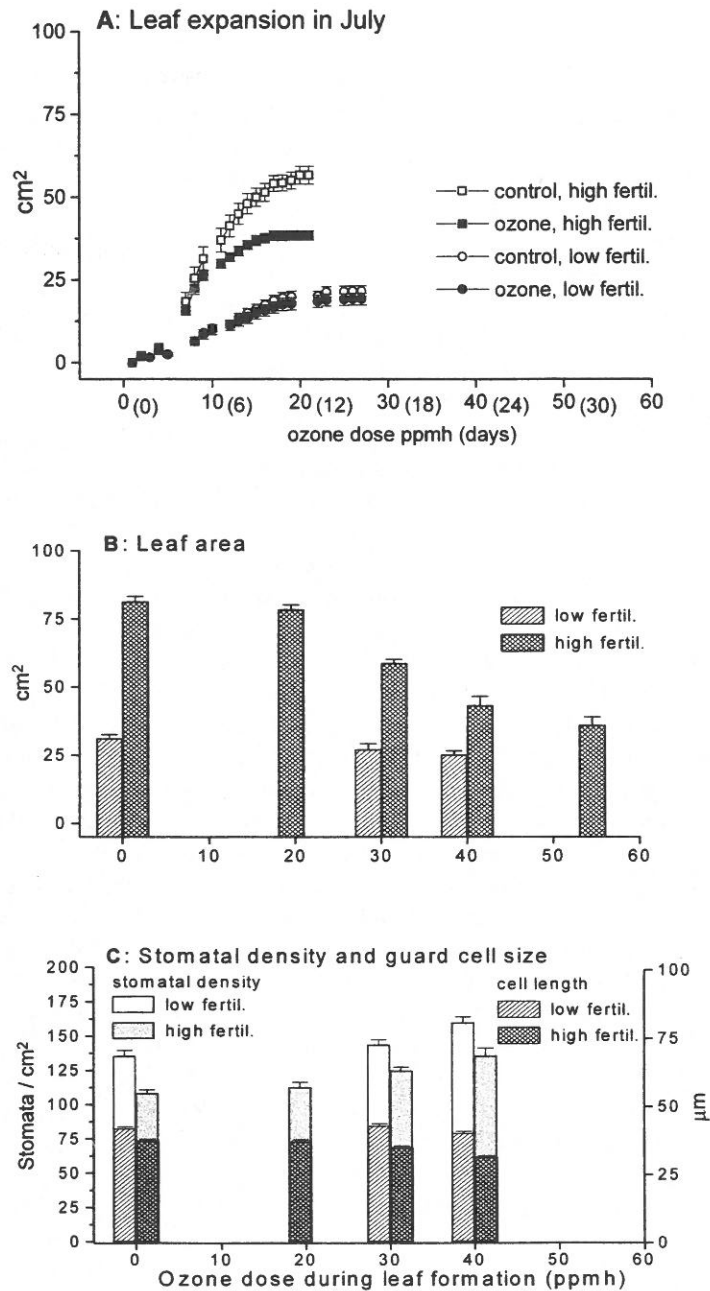 A: Leaf expansion in July
100
75
50
25
0
cm²
control, high fertil.
ozone, high fertil.
control, low fertil.
ozone, low fertil.
0 (0) 10 (6) 20 (12) 30 (18) 40 (24) 50 (30) 60
ozone dose ppmh (days)
B: Leaf area
100
75
50
25
0
cm²
low fertil.
high fertil.
0 10 20 30 40 50 60
C: Stomatal density and guard cell size
200
175
150
125
100
75
50
25
0
Stomata / cm²
stomatal density
low fertil.
high fertil.
cell length
low fertil.
high fertil.
100
75
50
25
0
µm
0 10 20 30 40 50 60
Ozone dose during leaf formation (ppmh)